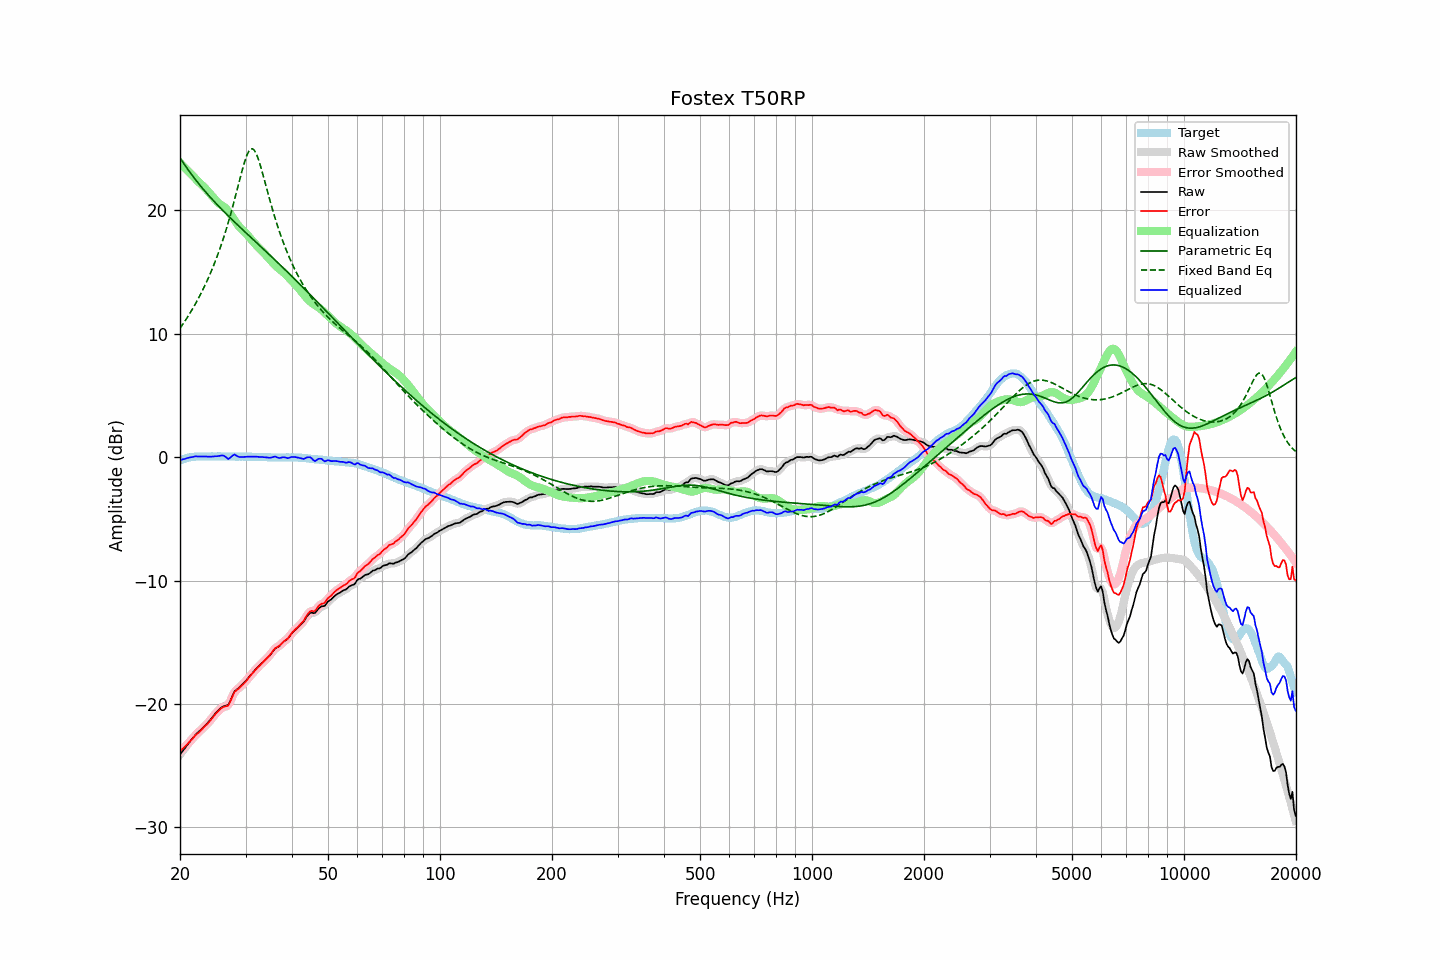 Fostex T50RP
Target
Raw Smoothed
Error Smoothed
Raw
Error
Equalization
Parametric Eq
Fixed Band Eq
Equalized
Amplitude (dBr)
20
10
0
−10
−20
−30
20 50 100 200 500 1000 2000 5000 10000 20000
Frequency (Hz)